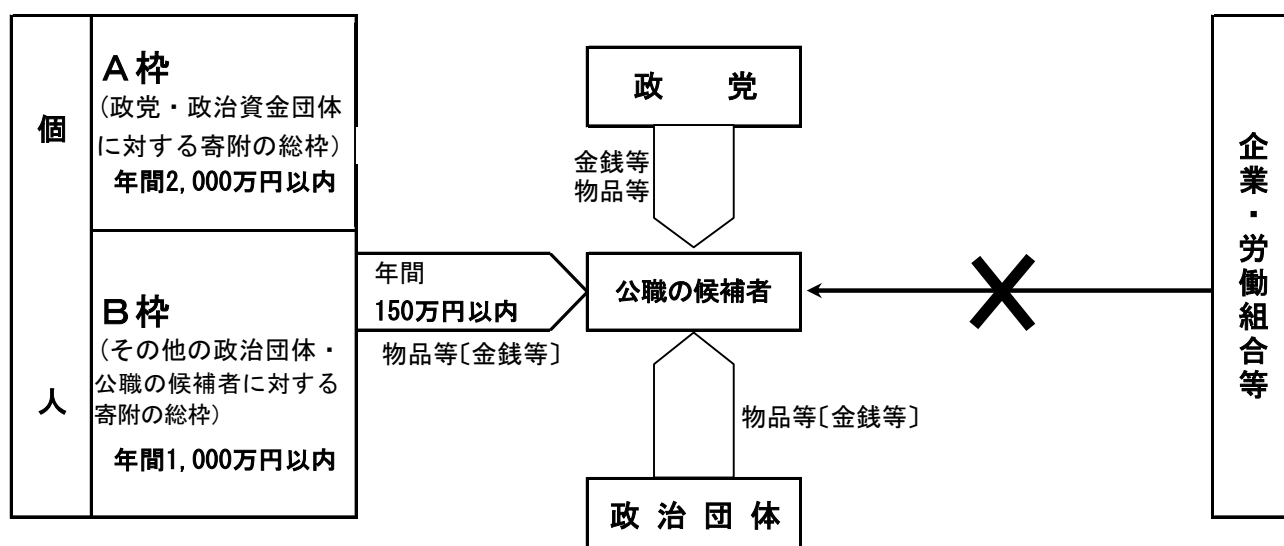 個人
A枠
(政党・政治資金団体
に対する寄附の総枠)
年間2,000万円以内
B枠
(その他の政治団体・
公職の候補者に対する
寄附の総枠)
年間1,000万円以内
年間
150万円以内
物品等〔金銭等〕
政党
金銭等
物品等
公職の候補者
物品等〔金銭等〕
政治団体
企業・労働組合等